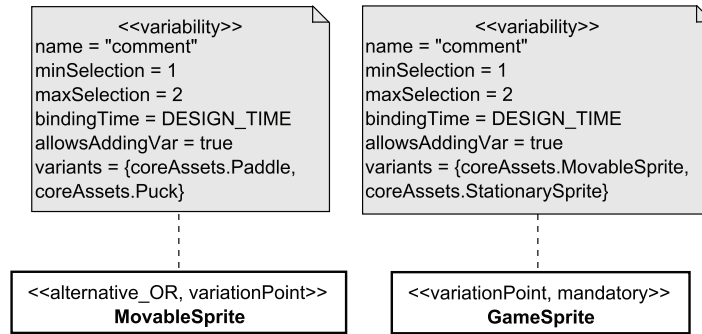 <<variability>>
name = "comment"
minSelection = 1
maxSelection = 2
bindingTime = DESIGN_TIME
allowsAddingVar = true
variants = {coreAssets.Paddle,
coreAssets.Puck}
<<alternative_OR, variationPoint>>
MovableSprite
<<variability>>
name = "comment"
minSelection = 1
maxSelection = 2
bindingTime = DESIGN_TIME
allowsAddingVar = true
variants = {coreAssets.MovableSprite,
coreAssets.StationarySprite}
<<variationPoint, mandatory>>
GameSprite